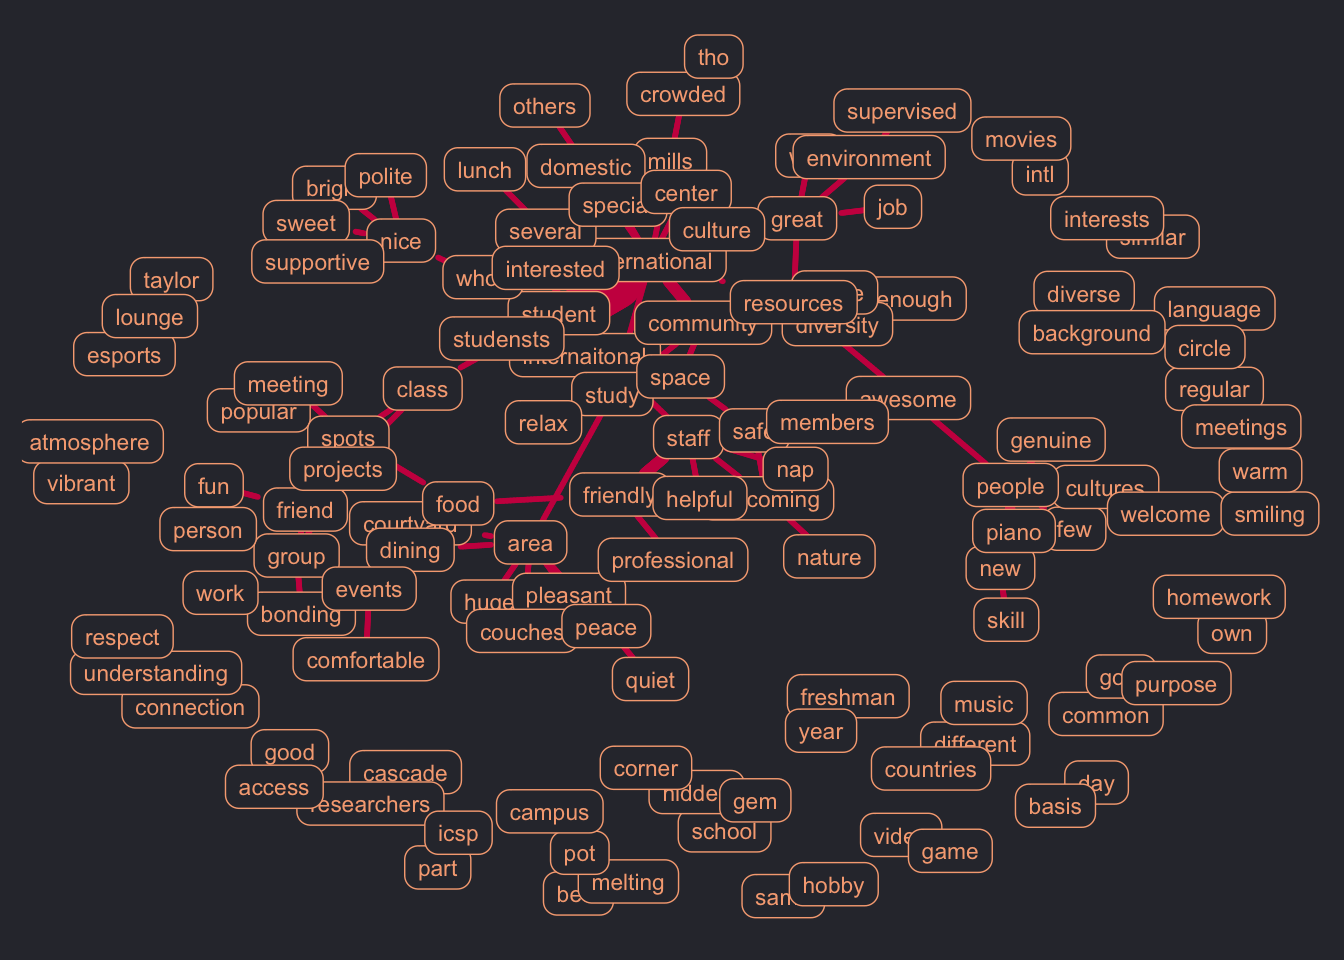 tho
crowded
others
supervised
movies
intl
environment
mills
domestic
lunch
polite
center
special
job
great
culture
several
sweet
nice
supportive
interests
similar
interested
student
studensts
internaitonal
community
resources
enough
diversity
taylor
lounge
esports
diverse
background
language
circle
regular
meetings
warm
smiling
space
study
relax
class
meeting
popular
spots
projects
staff
safe
members
awesome
nap
coming
genuine
people
cultures
welcome
few
piano
new
skill
atmosphere
vibrant
fun
friend
person
group
food
courtyard
dining
area
friendly
helpful
professional
nature
events
work
bonding
comfortable
huge
pleasant
couches
peace
quiet
respect
understanding
connection
homework
own
purpose
common
freshman
year
music
different
countries
day
basis
good
access
cascade
researchers
icsp
part
campus
pot
melting
corner
hidden
gem
school
video
game
hobby